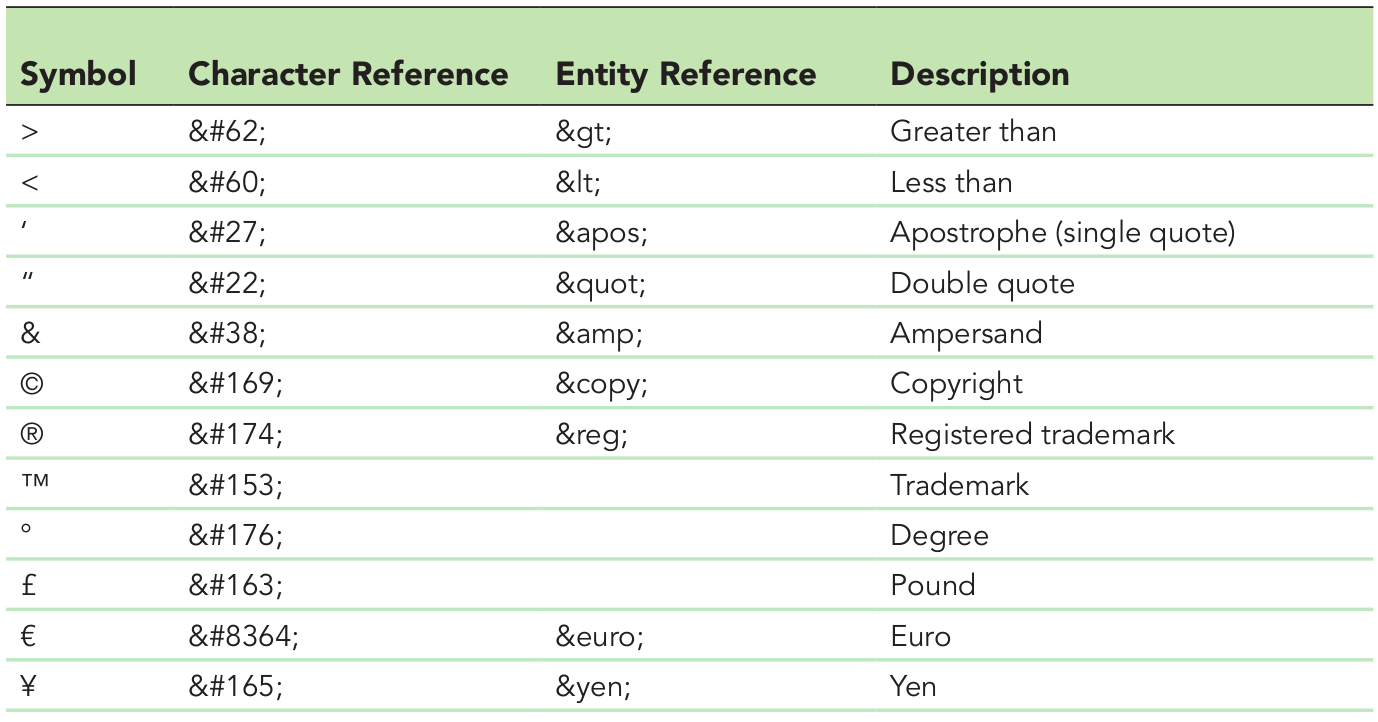 Symbol Character Reference Entity Reference Description
> &#62; &gt; Greater than
< &#60; &lt; Less than
‘ &#27; &apos; Apostrophe (single quote)
“ &#22; &quot; Double quote
& &#38; &amp; Ampersand
© &#169; &copy; Copyright
® &#174; &reg; Registered trademark
™ &#153; Trademark
° &#176; Degree
£ &#163; Pound
€ &#8364; &euro; Euro
¥ &#165; &yen; Yen